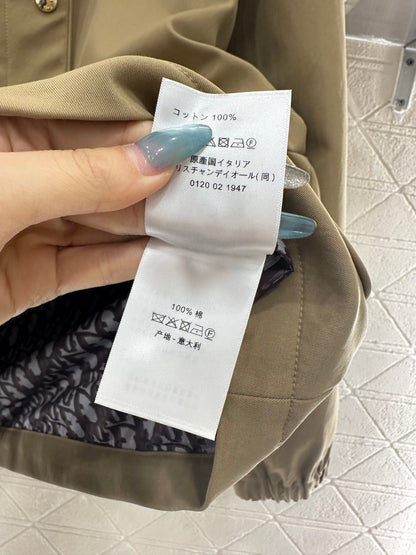 コットン 100%
原產国イタリア
リスチャンディオール(同)
0120 02 1947
100% 棉
产地 - 意大利